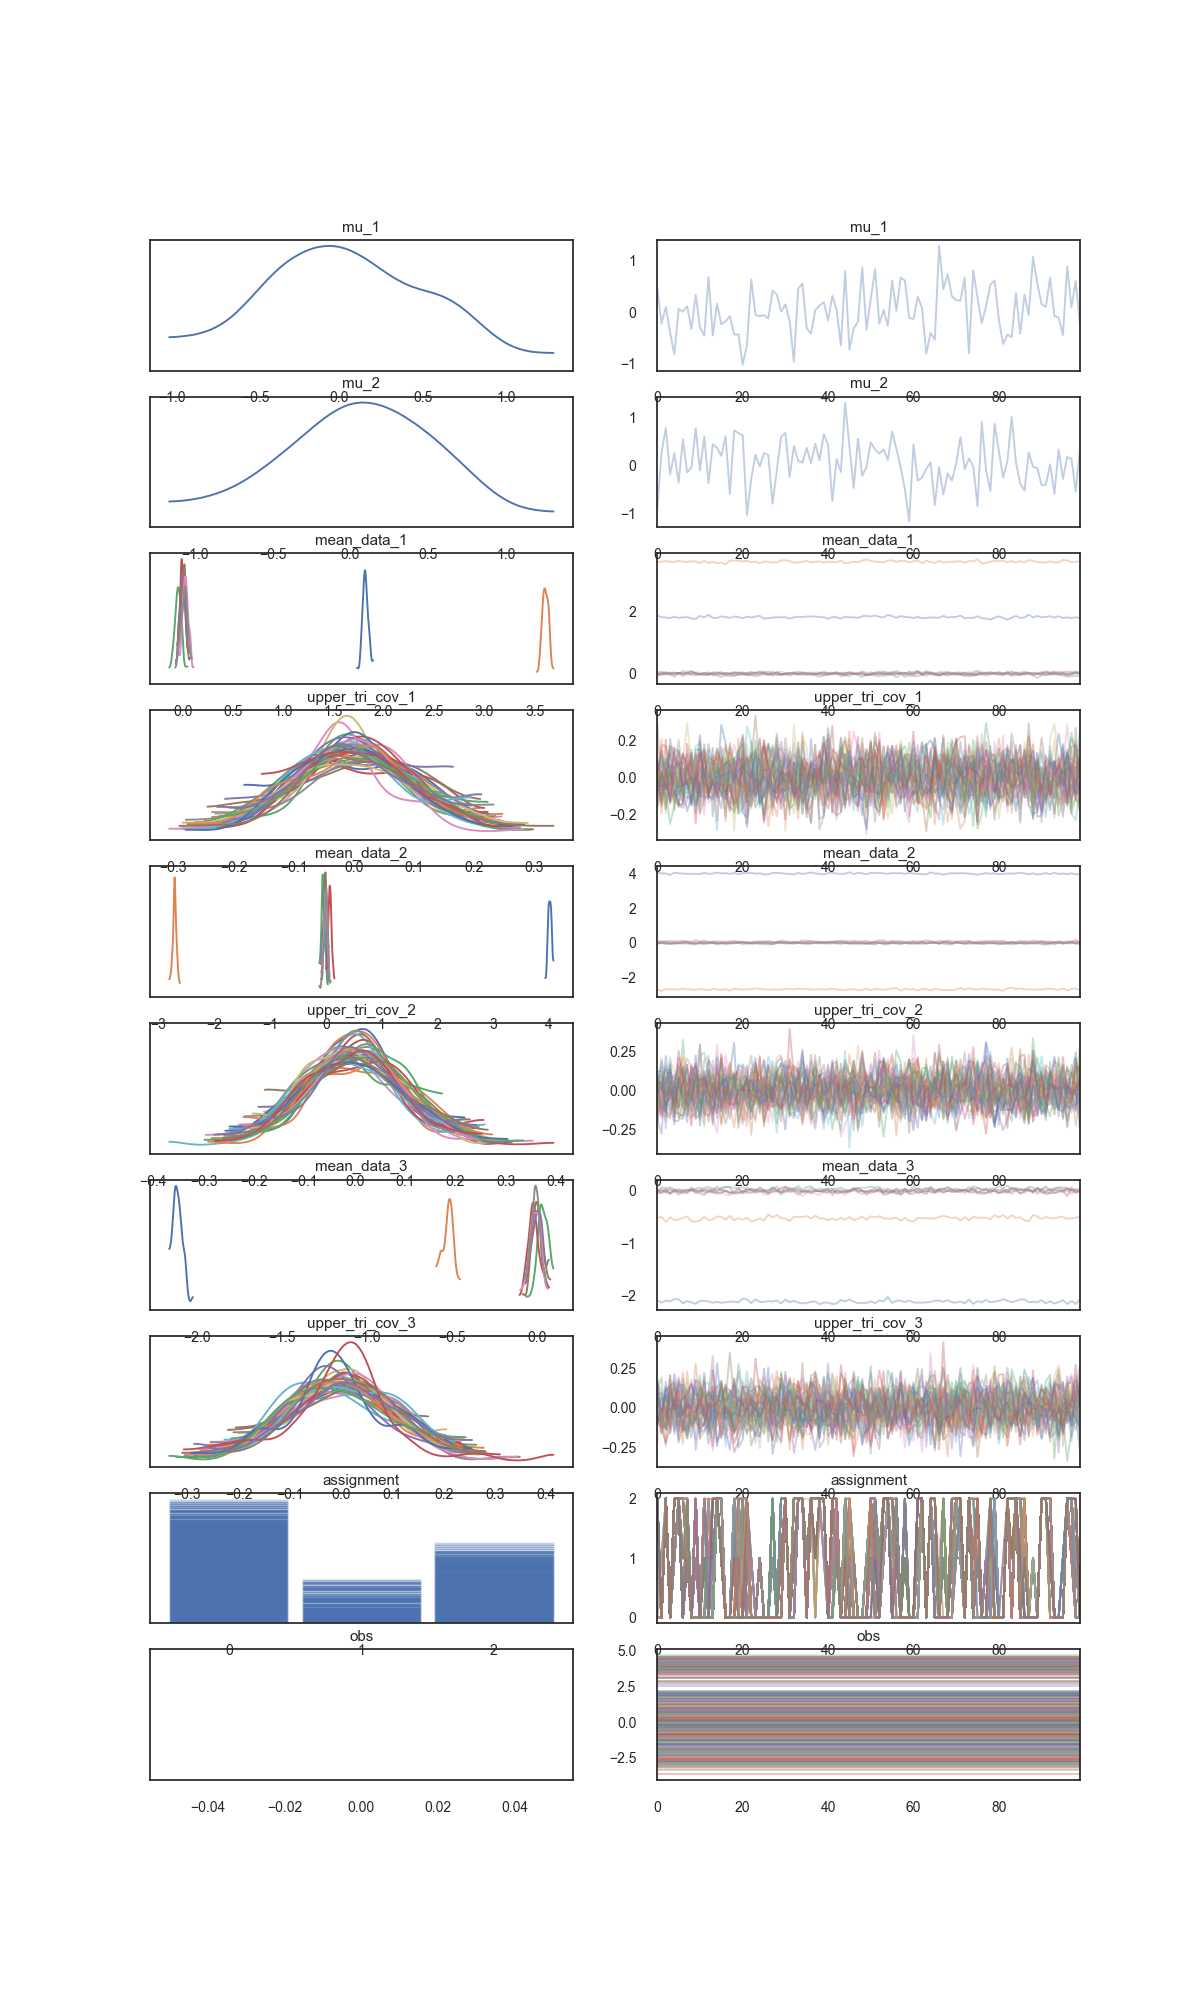 mu_1 mu_1
1
0
−1
mu_2 mu_2
−1.0 −0.5 0.0 0.5 1.0 0 20 40 60 80
1
0
−1
mean_data_1 mean_data_1
−1.0 −0.5 0.0 0.5 1.0 0 20 40 60 80
2
0
upper_tri_cov_1 upper_tri_cov_1
0.0 0.5 1.0 1.5 2.0 2.5 3.0 3.5 0 20 40 60 80
0.2
0.0
−0.2
mean_data_2 mean_data_2
−0.3 −0.2 −0.1 0.0 0.1 0.2 0.3 0 20 40 60 80
4
2
0
−2
upper_tri_cov_2 upper_tri_cov_2
−3 −2 −1 0 1 2 3 4 0 20 40 60 80
0.25
0.00
−0.25
mean_data_3 mean_data_3
−0.4 −0.3 −0.2 −0.1 0.0 0.1 0.2 0.3 0.4 0 20 40 60 80
0
−1
−2
upper_tri_cov_3 upper_tri_cov_3
−2.0 −1.5 −1.0 −0.5 0.0 0 20 40 60 80
0.25
0.00
−0.25
assignment assignment
−0.3 −0.2 −0.1 0.0 0.1 0.2 0.3 0.4 0 20 40 60 80
2
1
0
obs obs
0 1 2 0 20 40 60 80
5.0
2.5
0.0
−2.5
−0.04 −0.02 0.00 0.02 0.04 0 20 40 60 80